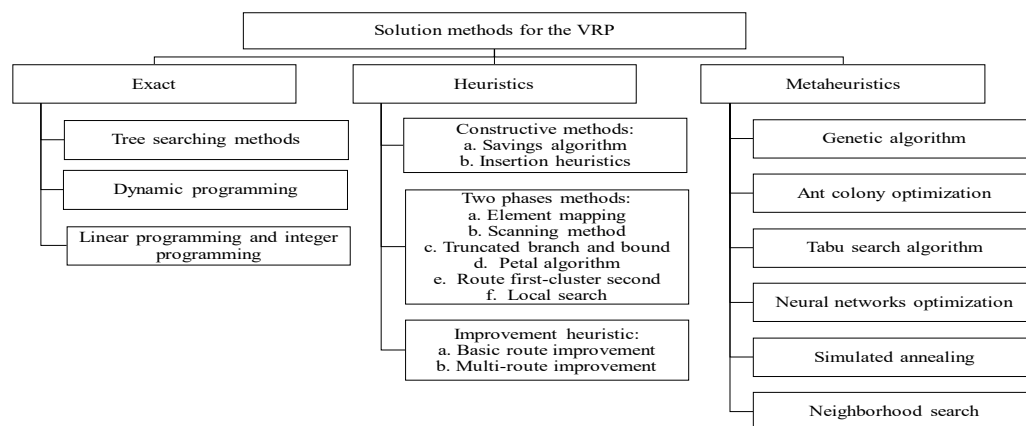 Solution methods for the VRP
Exact
Tree searching methods
Dynamic programming
Linear programming and integer
programming
Heuristics
Constructive methods:
a. Savings algorithm
b. Insertion heuristics
Two phases methods:
a. Element mapping
b. Scanning method
c. Truncated branch and bound
d. Petal algorithm
e. Route first-cluster second
f. Local search
Improvement heuristic:
a. Basic route improvement
b. Multi-route improvement
Metaheuristics
Genetic algorithm
Ant colony optimization
Tabu search algorithm
Neural networks optimization
Simulated annealing
Neighborhood search